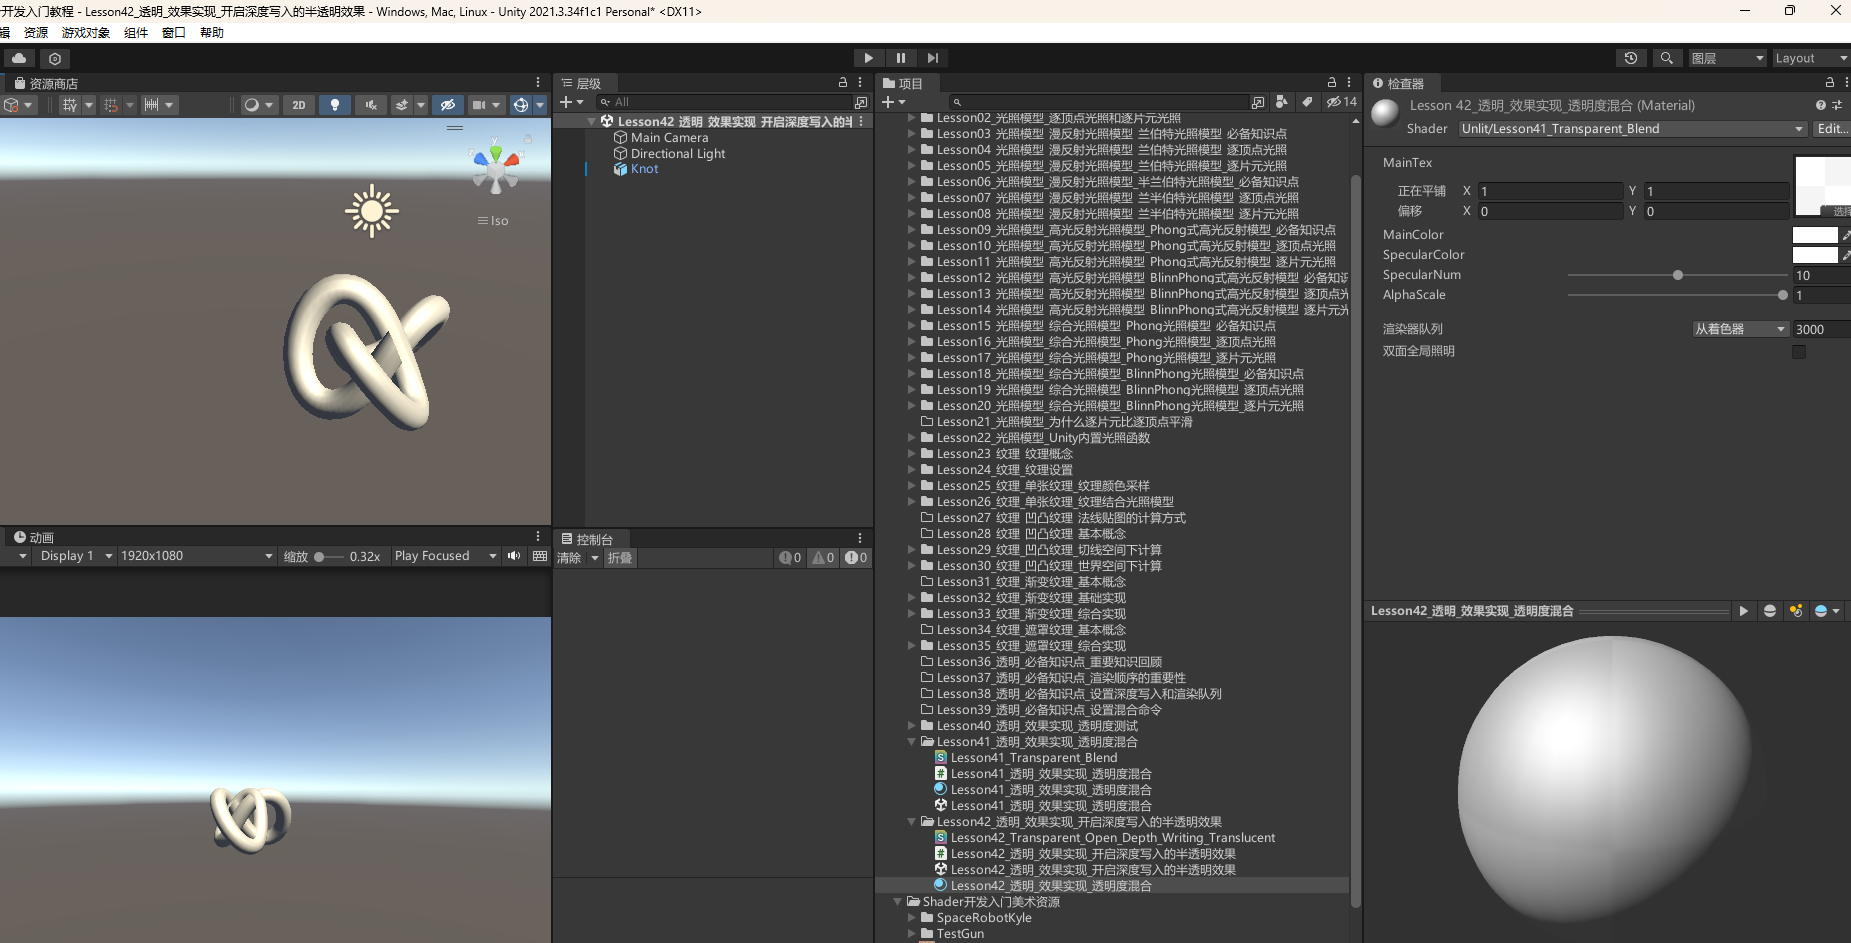 开发入门教程 - Lesson42_透明_效果实现_开启深度写入的半透明效果 - Windows, Mac, Linux - Unity 2021.3.34f1c1 Personal* <DX11>
辑 资源 游戏对象 组件 窗口 帮助
图层 Layout
资源商店
2D
Iso
y
动画
Display 1 1920x1080 缩放 0.32x Play Focused
层级
All
Lesson42_透明_效果实现_开启深度写入的半
Main Camera
Directional Light
Knot
控制台
清除 折叠 0 0 0
项目
14
Lesson02_光照模型_逐顶点光照和逐片元光照
Lesson03_光照模型_漫反射光照模型_兰伯特光照模型_必备知识点
Lesson04_光照模型_漫反射光照模型_兰伯特光照模型_逐顶点光照
Lesson05_光照模型_漫反射光照模型_兰伯特光照模型_逐片元光照
Lesson06_光照模型_漫反射光照模型_半兰伯特光照模型_必备知识点
Lesson07_光照模型_漫反射光照模型_兰半伯特光照模型_逐顶点光照
Lesson08_光照模型_漫反射光照模型_兰半伯特光照模型_逐片元光照
Lesson09_光照模型_高光反射光照模型_Phong式高光反射模型_必备知识点
Lesson10_光照模型_高光反射光照模型_Phong式高光反射模型_逐顶点光照
Lesson11_光照模型_高光反射光照模型_Phong式高光反射模型_逐片元光照
Lesson12_光照模型_高光反射光照模型_BlinnPhong式高光反射模型_必备知识
Lesson13_光照模型_高光反射光照模型_BlinnPhong式高光反射模型_逐顶点光
Lesson14_光照模型_高光反射光照模型_BlinnPhong式高光反射模型_逐片元光
Lesson15_光照模型_综合光照模型_Phong光照模型_必备知识点
Lesson16_光照模型_综合光照模型_Phong光照模型_逐顶点光照
Lesson17_光照模型_综合光照模型_Phong光照模型_逐片元光照
Lesson18_光照模型_综合光照模型_BlinnPhong光照模型_必备知识点
Lesson19_光照模型_综合光照模型_BlinnPhong光照模型_逐顶点光照
Lesson20_光照模型_综合光照模型_BlinnPhong光照模型_逐片元光照
Lesson21_光照模型_为什么逐片元比逐顶点平滑
Lesson22_光照模型_Unity内置光照函数
Lesson23_纹理_纹理概念
Lesson24_纹理_纹理设置
Lesson25_纹理_单张纹理_纹理颜色采样
Lesson26_纹理_单张纹理_纹理结合光照模型
Lesson27_纹理_凹凸纹理_法线贴图的计算方式
Lesson28_纹理_凹凸纹理_基本概念
Lesson29_纹理_凹凸纹理_切线空间下计算
Lesson30_纹理_凹凸纹理_世界空间下计算
Lesson31_纹理_渐变纹理_基本概念
Lesson32_纹理_渐变纹理_基础实现
Lesson33_纹理_渐变纹理_综合实现
Lesson34_纹理_遮罩纹理_基本概念
Lesson35_纹理_遮罩纹理_综合实现
Lesson36_透明_必备知识点_重要知识回顾
Lesson37_透明_必备知识点_渲染顺序的重要性
Lesson38_透明_必备知识点_设置深度写入和渲染队列
Lesson39_透明_必备知识点_设置混合命令
Lesson40_透明_效果实现_透明度测试
Lesson41_透明_效果实现_透明度混合
Lesson41_Transparent_Blend
Lesson41_透明_效果实现_透明度混合
Lesson41_透明_效果实现_透明度混合
Lesson41_透明_效果实现_透明度混合
Lesson42_透明_效果实现_开启深度写入的半透明效果
Lesson42_Transparent_Open_Depth_Writing_Translucent
Lesson42_透明_效果实现_开启深度写入的半透明效果
Lesson42_透明_效果实现_开启深度写入的半透明效果
Lesson42_透明_效果实现_透明度混合
Shader开发入门美术资源
SpaceRobotKyle
TestGun
检查器
Lesson 42_透明_效果实现_透明度混合 (Material)
Shader Unlit/Lesson41_Transparent_Blend Edit...
MainTex
正在平铺 X 1 Y 1
偏移 X 0 Y 0
选择
MainColor
SpecularColor
SpecularNum 10
AlphaScale 1
渲染器队列 从着色器 3000
双面全局照明
Lesson42_透明_效果实现_透明度混合